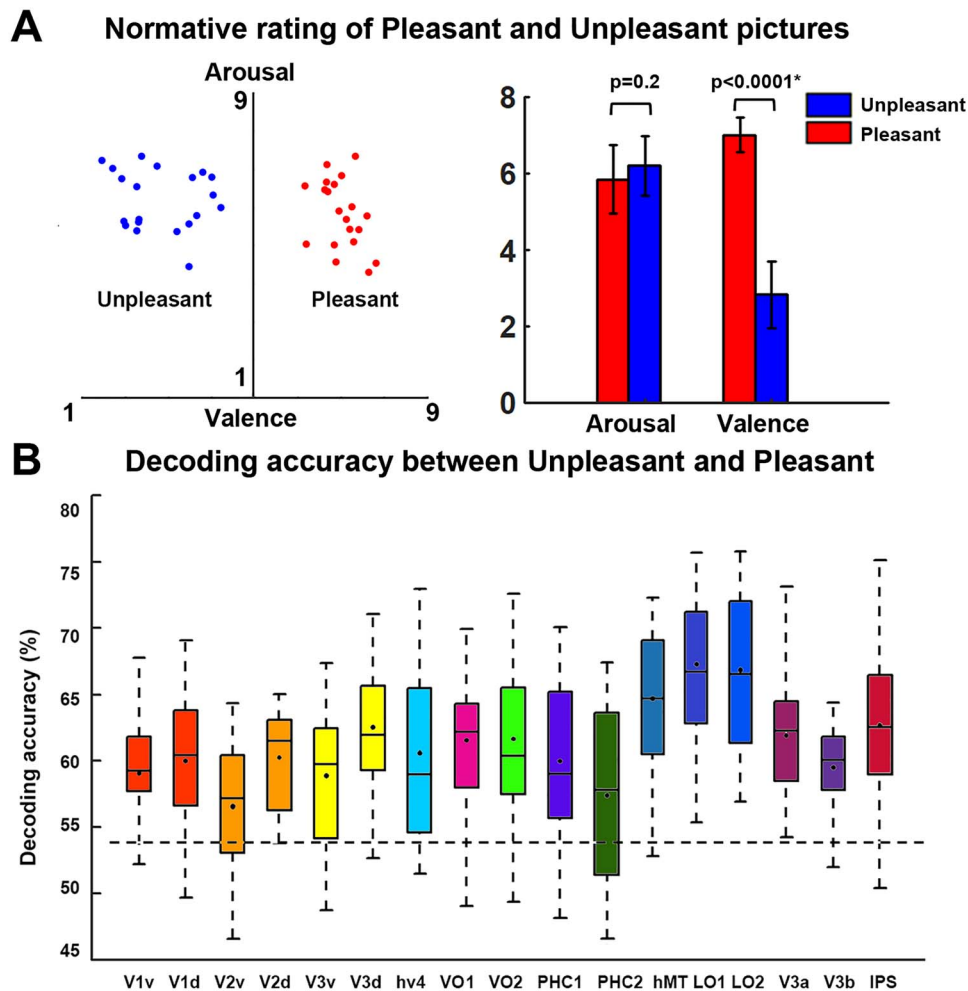 A Normative rating of Pleasant and Unpleasant pictures
Arousal
9
Unpleasant
Pleasant
1
1
Valence
9
p=0.2
p<0.0001*
Unpleasant
Pleasant
8
6
4
2
0
Arousal
Valence
B Decoding accuracy between Unpleasant and Pleasant
Decoding accuracy (%)
80
75
70
65
60
55
50
45
V1v V1d V2v V2d V3v V3d hv4 VO1 VO2 PHC1 PHC2 hMT LO1 LO2 V3a V3b IPS